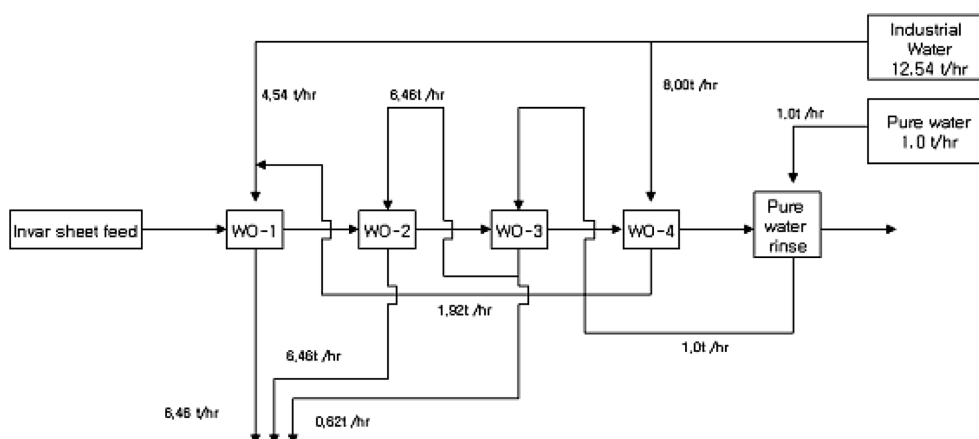 Industrial
Water
12.54 t/hr
4,54 t/hr
6,46t /hr
8,00t /hr
1.0t /hr
Pure water
1.0 t/hr
Invar sheet feed
WO-1
WO-2
WO-3
WO-4
Pure
water
rinse
1,92t /hr
6,46t /hr
1,0t /hr
6,46 t/hr
0,62t/hr